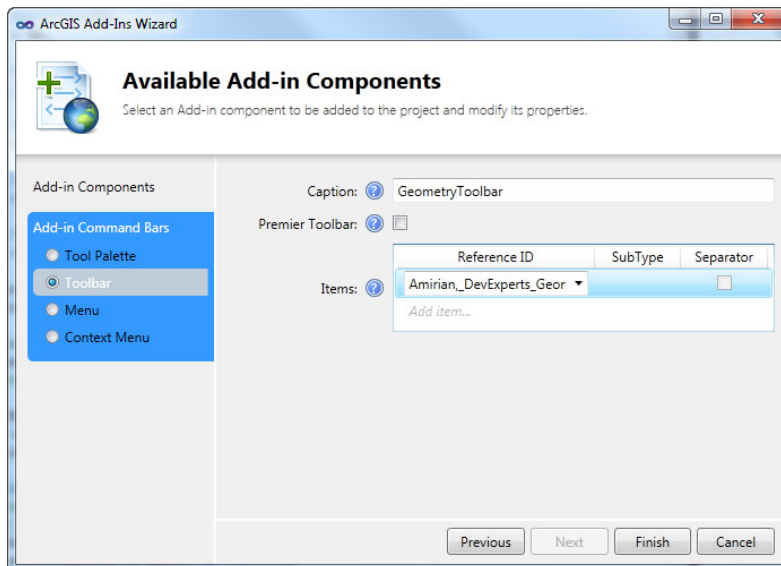 ArcGIS Add-Ins Wizard
Available Add-in Components
Select an Add-in component to be added to the project and modify its properties.
Add-in Components
Add-in Command Bars
Tool Palette
Toolbar
Menu
Context Menu
Caption: GeometryToolbar
Premier Toolbar:
Reference ID SubType Separator
Items: Amirian,_DevExperts_Geor
Add item...
Previous Next Finish Cancel